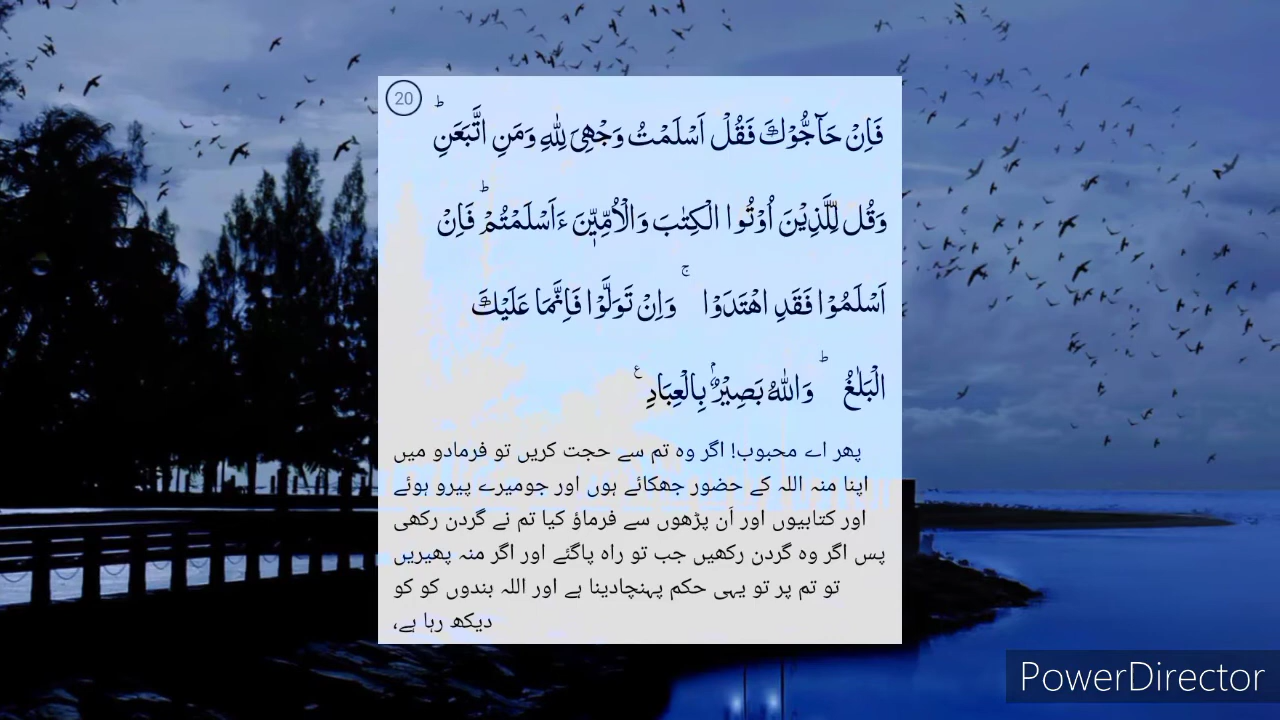 20
فَاِنْ حَآجُّوْكَ فَقُلْ اَسْلَمْتُ وَجْهِیَ لِلّٰهِ وَمَنِ اتَّبَعَنِ ؕ
وَقُل لِّلَّذِیْنَ اُوْتُوا الْكِتٰبَ وَالْاُمِّیّٖنَ ءَاَسْلَمْتُمْ ؕ فَاِنْ
اَسْلَمُوْا فَقَدِ اهْتَدَوْا ۚ وَاِنْ تَوَلَّوْا فَاِنَّمَا عَلَیْكَ
الْبَلٰغُ ؕ وَاللّٰهُ بَصِیْرٌۢ بِالْعِبَادِ ع
پھر اے محبوب! اگر وہ تم سے حجت کریں تو فرمادو میں
اپنا منہ اللہ کے حضور جھکائے ہوں اور جومیرے پیرو ہوئے
اور کتابیوں اور اَن پڑھوں سے فرماؤ کیا تم نے گردن رکھی
پس اگر وہ گردن رکھیں جب تو راہ پاگئے اور اگر منہ پھیریں
تو تم پر تو یہی حکم پہنچادینا ہے اور اللہ بندوں کو کو
دیکھ رہا ہے،
PowerDirector